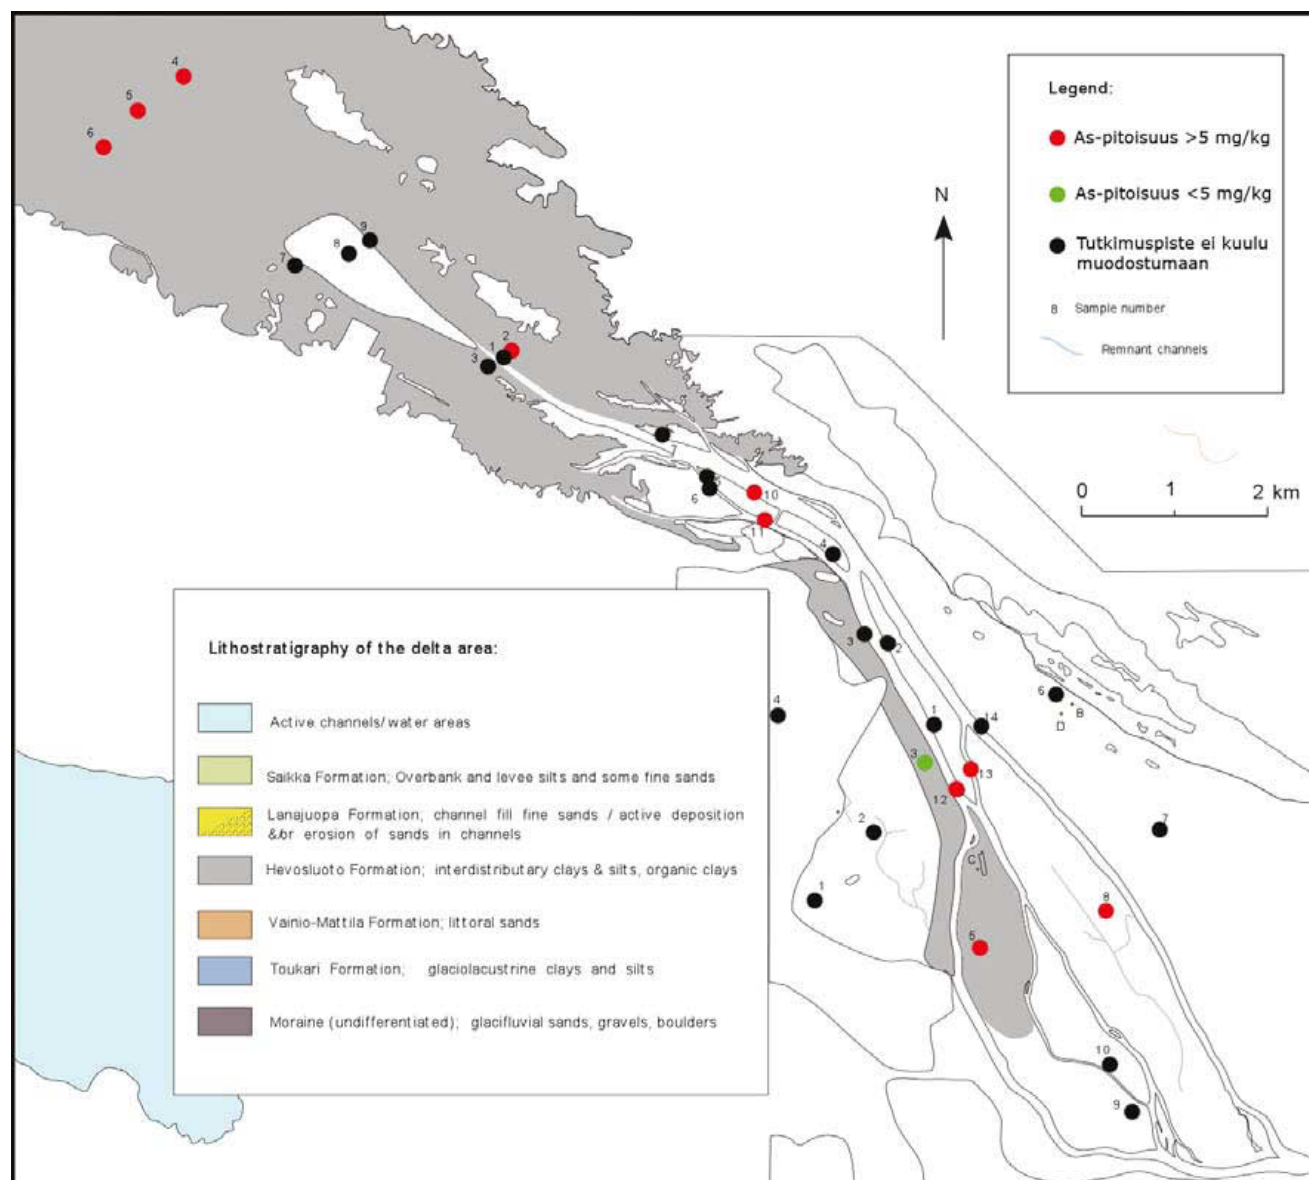 4
5
6
9
8
7
2
1
3
5
6
10
11
4
3
2
4
1
14
3
13
12
6
B
D
2
7
C
1
8
5
10
9
Legend:
As-pitoisuus >5 mg/kg
As-pitoisuus <5 mg/kg
Tutkimuspiste ei kuulu
muodostumaan
8 Sample number
Remnant channels
N
0 1 2 km
Lithostratigraphy of the delta area:
Active channels/ water areas
Saikka Formation; Overbank and levee silts and some fine sands
Lanajuopa Formation; channel fill fine sands / active deposition
&/or erosion of sands in channels
Hevosluoto Formation; interdistributary clays & silts, organic clays
Vainio-Mattila Formation; littoral sands
Toukari Formation; glaciolacustrine clays and silts
Moraine (undifferentiated); glacifluvial sands, gravels, boulders